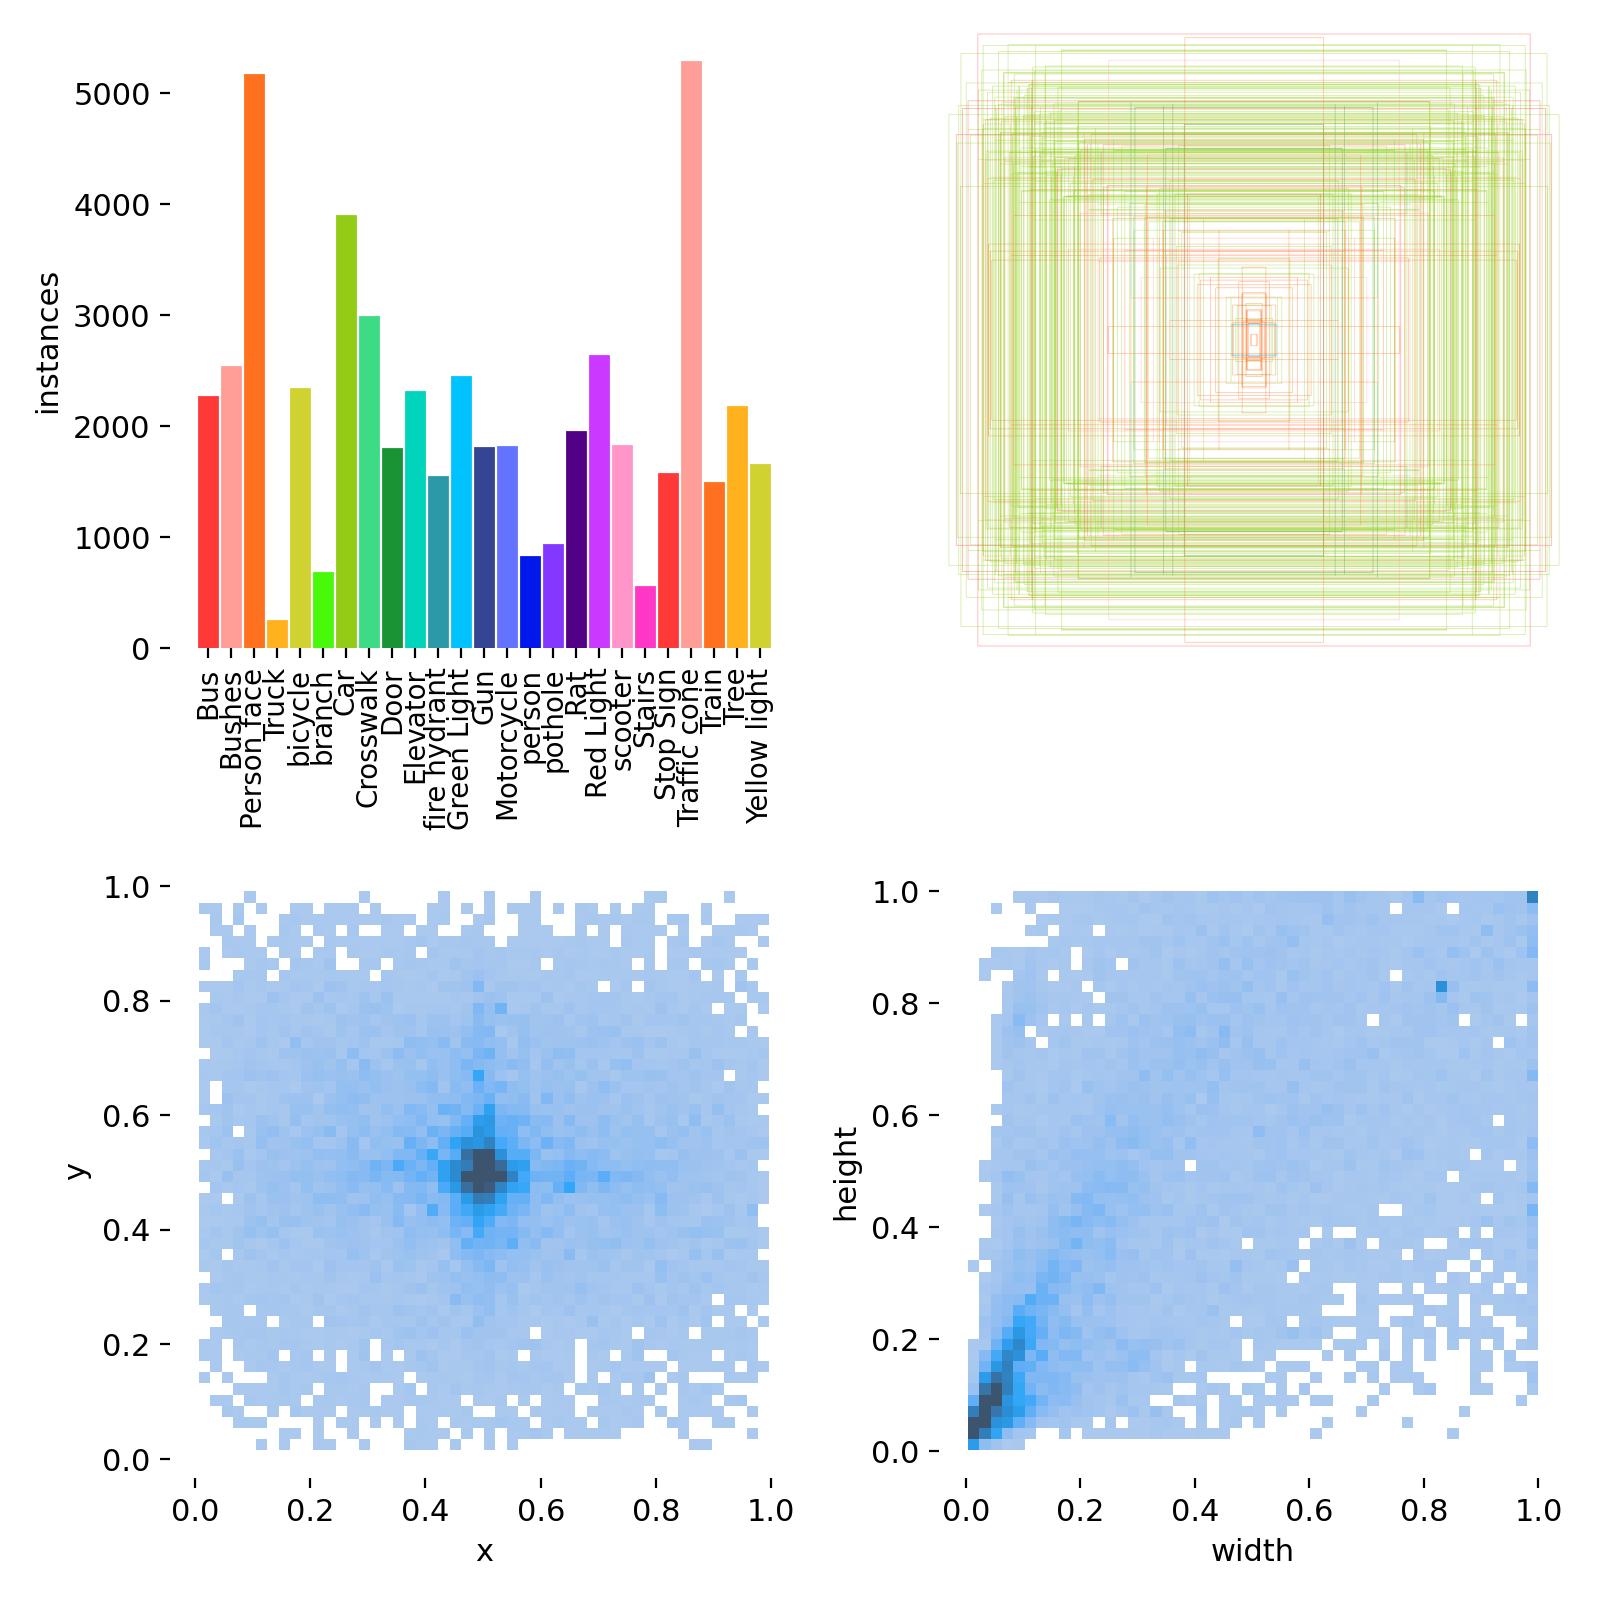 instances
5000
4000
3000
2000
1000
0
Bus
Bushes
Person face
Truck
bicycle
branch
Car
Crosswalk
Door
Elevator
fire hydrant
Green Light
Gun
Motorcycle
person
pothole
Rat
Red Light
scooter
Stairs
Stop Sign
Traffic cone
Train
Tree
Yellow light
y
1.0
0.8
0.6
0.4
0.2
0.0
0.0 0.2 0.4 0.6 0.8 1.0
x
height
1.0
0.8
0.6
0.4
0.2
0.0
0.0 0.2 0.4 0.6 0.8 1.0
width